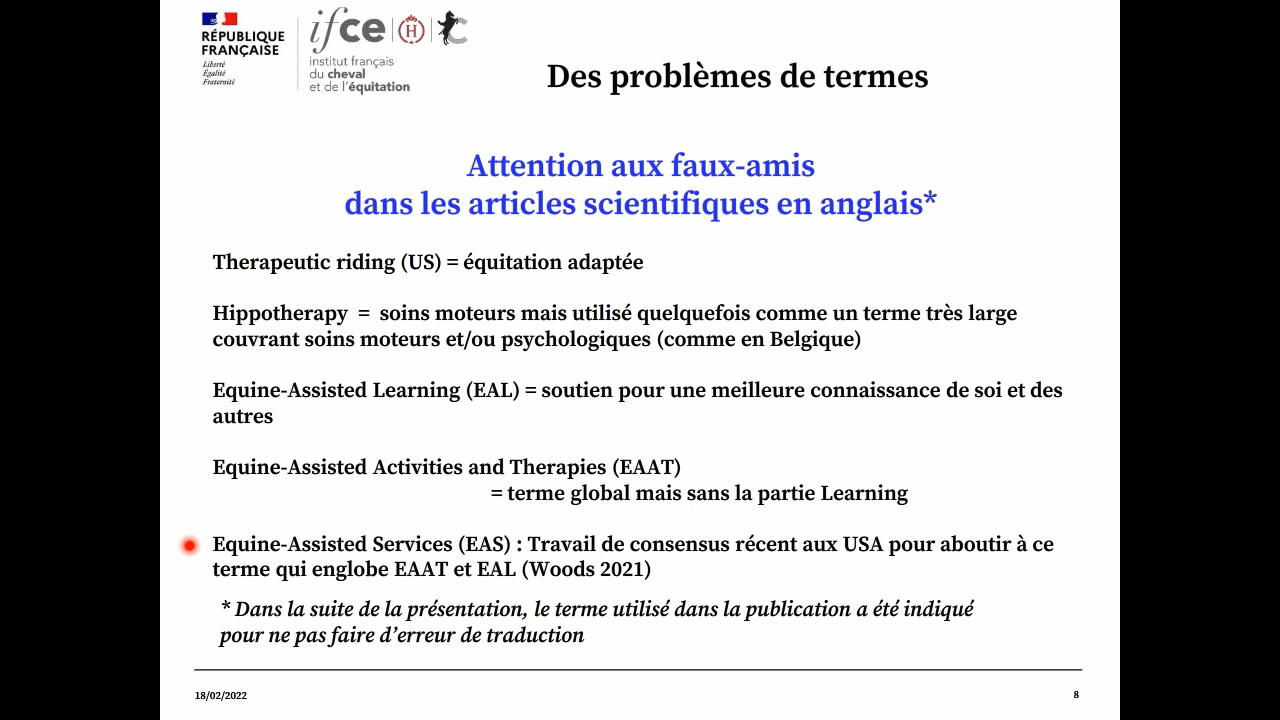 RÉPUBLIQUE
FRANÇAISE
Liberté
Égalité
Fraternité
ifce
H
institut français
du cheval
et de l'équitation
Des problèmes de termes
Attention aux faux-amis
dans les articles scientifiques en anglais*
Therapeutic riding (US) = équitation adaptée
Hippotherapy = soins moteurs mais utilisé quelquefois comme un terme très large
couvrant soins moteurs et/ou psychologiques (comme en Belgique)
Equine-Assisted Learning (EAL) = soutien pour une meilleure connaissance de soi et des
autres
Equine-Assisted Activities and Therapies (EAAT)
= terme global mais sans la partie Learning
Equine-Assisted Services (EAS) : Travail de consensus récent aux USA pour aboutir à ce
terme qui englobe EAAT et EAL (Woods 2021)
* Dans la suite de la présentation, le terme utilisé dans la publication a été indiqué
pour ne pas faire d’erreur de traduction
18/02/2022
8